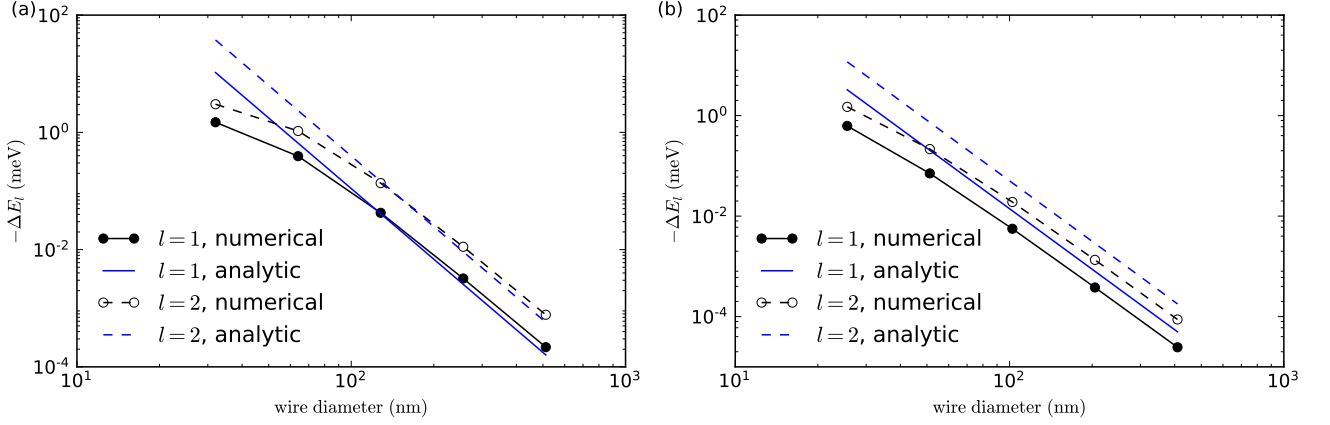 (a)
10^2
10^0
10^-2
10^-4
−ΔE_l (meV)
l = 1, numerical
l = 1, analytic
l = 2, numerical
l = 2, analytic
10^1
10^2
10^3
wire diameter (nm)
(b)
10^2
10^0
10^-2
10^-4
−ΔE_l (meV)
l = 1, numerical
l = 1, analytic
l = 2, numerical
l = 2, analytic
10^1
10^2
10^3
wire diameter (nm)